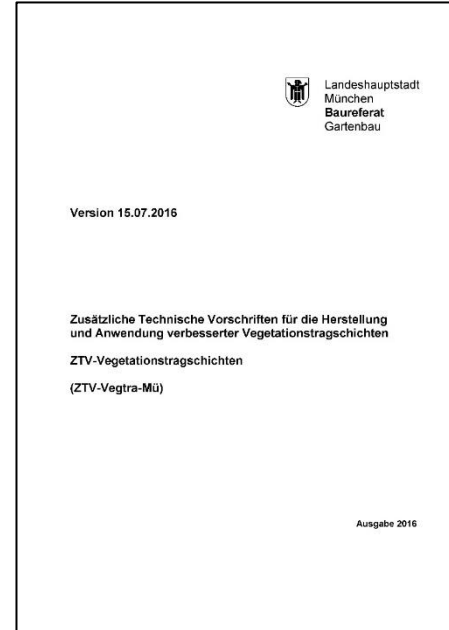 Landeshauptstadt
München
Baureferat
Gartenbau
Version 15.07.2016
Zusätzliche Technische Vorschriften für die Herstellung
und Anwendung verbesserter Vegetationstragschichten
ZTV-Vegetationstragschichten
(ZTV-Vegtra-Mü)
Ausgabe 2016